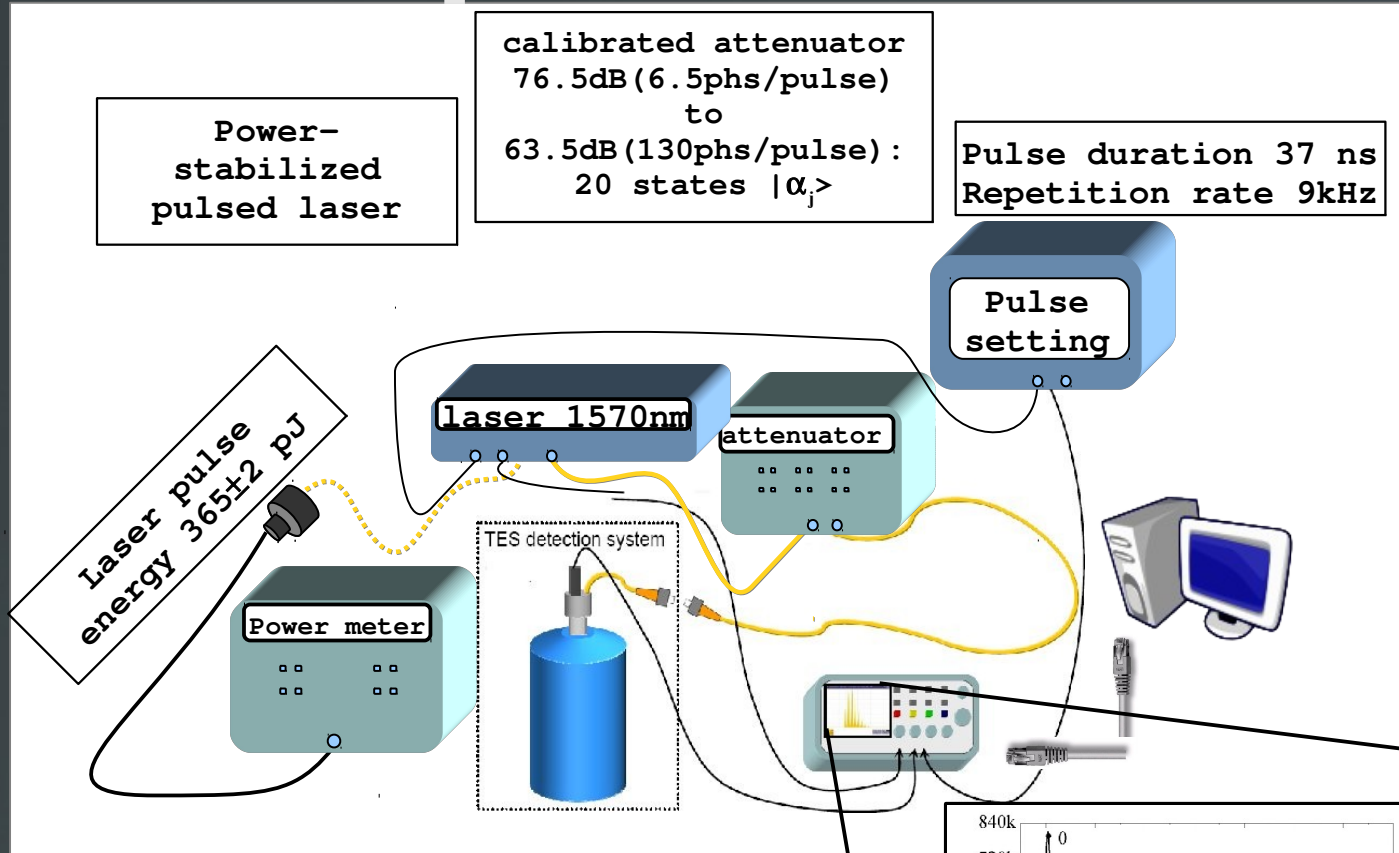 calibrated attenuator
76.5dB(6.5phs/pulse)
to
63.5dB(130phs/pulse):
20 states |αj>
Power-
stabilized
pulsed laser
Pulse duration 37 ns
Repetition rate 9kHz
Pulse
setting
laser 1570nm
attenuator
Laser pulse
energy 365±2 pJ
TES detection system
Power meter
840k
0